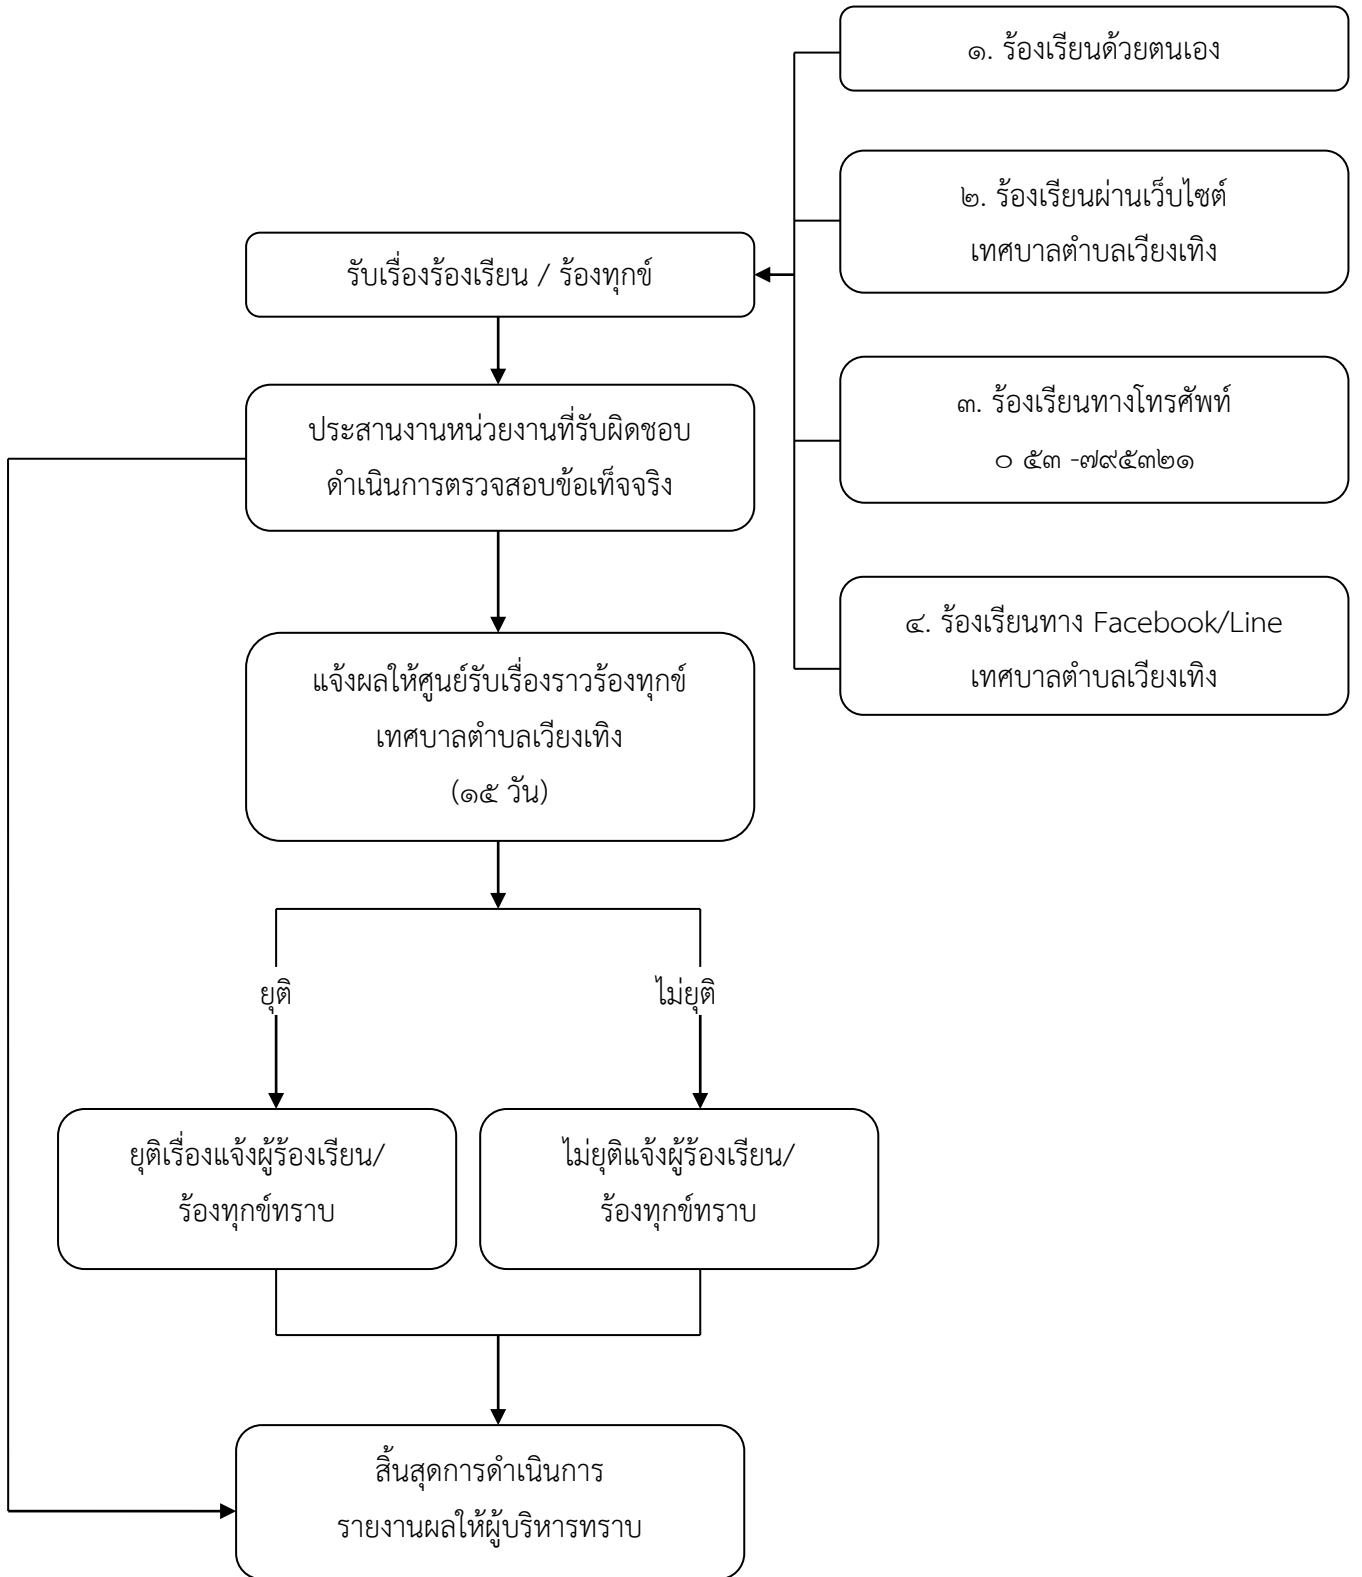 ๑. ร้องเรียนด้วยตนเอง
๒. ร้องเรียนผ่านเว็บไซต์
เทศบาลตำบลเวียงเทิง
รับเรื่องร้องเรียน / ร้องทุกข์
๓. ร้องเรียนทางโทรศัพท์
๐ ๕๓ -๗๙๕๓๒๑
ประสานงานหน่วยงานที่รับผิดชอบ
ดำเนินการตรวจสอบข้อเท็จจริง
๔. ร้องเรียนทาง Facebook/Line
เทศบาลตำบลเวียงเทิง
แจ้งผลให้ศูนย์รับเรื่องราวร้องทุกข์
เทศบาลตำบลเวียงเทิง
(๑๕ วัน)
ยุติ
ไม่ยุติ
ยุติเรื่องแจ้งผู้ร้องเรียน/
ร้องทุกข์ทราบ
ไม่ยุติแจ้งผู้ร้องเรียน/
ร้องทุกข์ทราบ
สิ้นสุดการดำเนินการ
รายงานผลให้ผู้บริหารทราบ